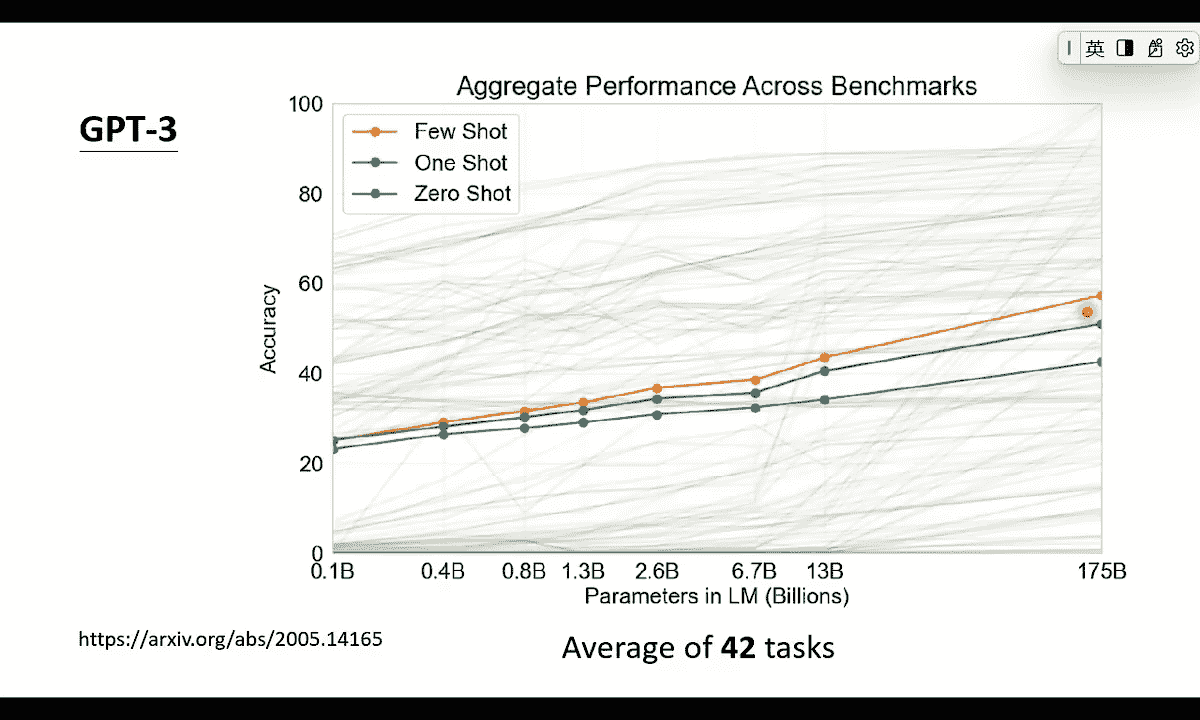 英
Aggregate Performance Across Benchmarks
GPT-3
Few Shot
One Shot
Zero Shot
Accuracy
100
80
60
40
20
0
0.1B 0.4B 0.8B 1.3B 2.6B 6.7B 13B 175B
Parameters in LM (Billions)
https://arxiv.org/abs/2005.14165
Average of 42 tasks